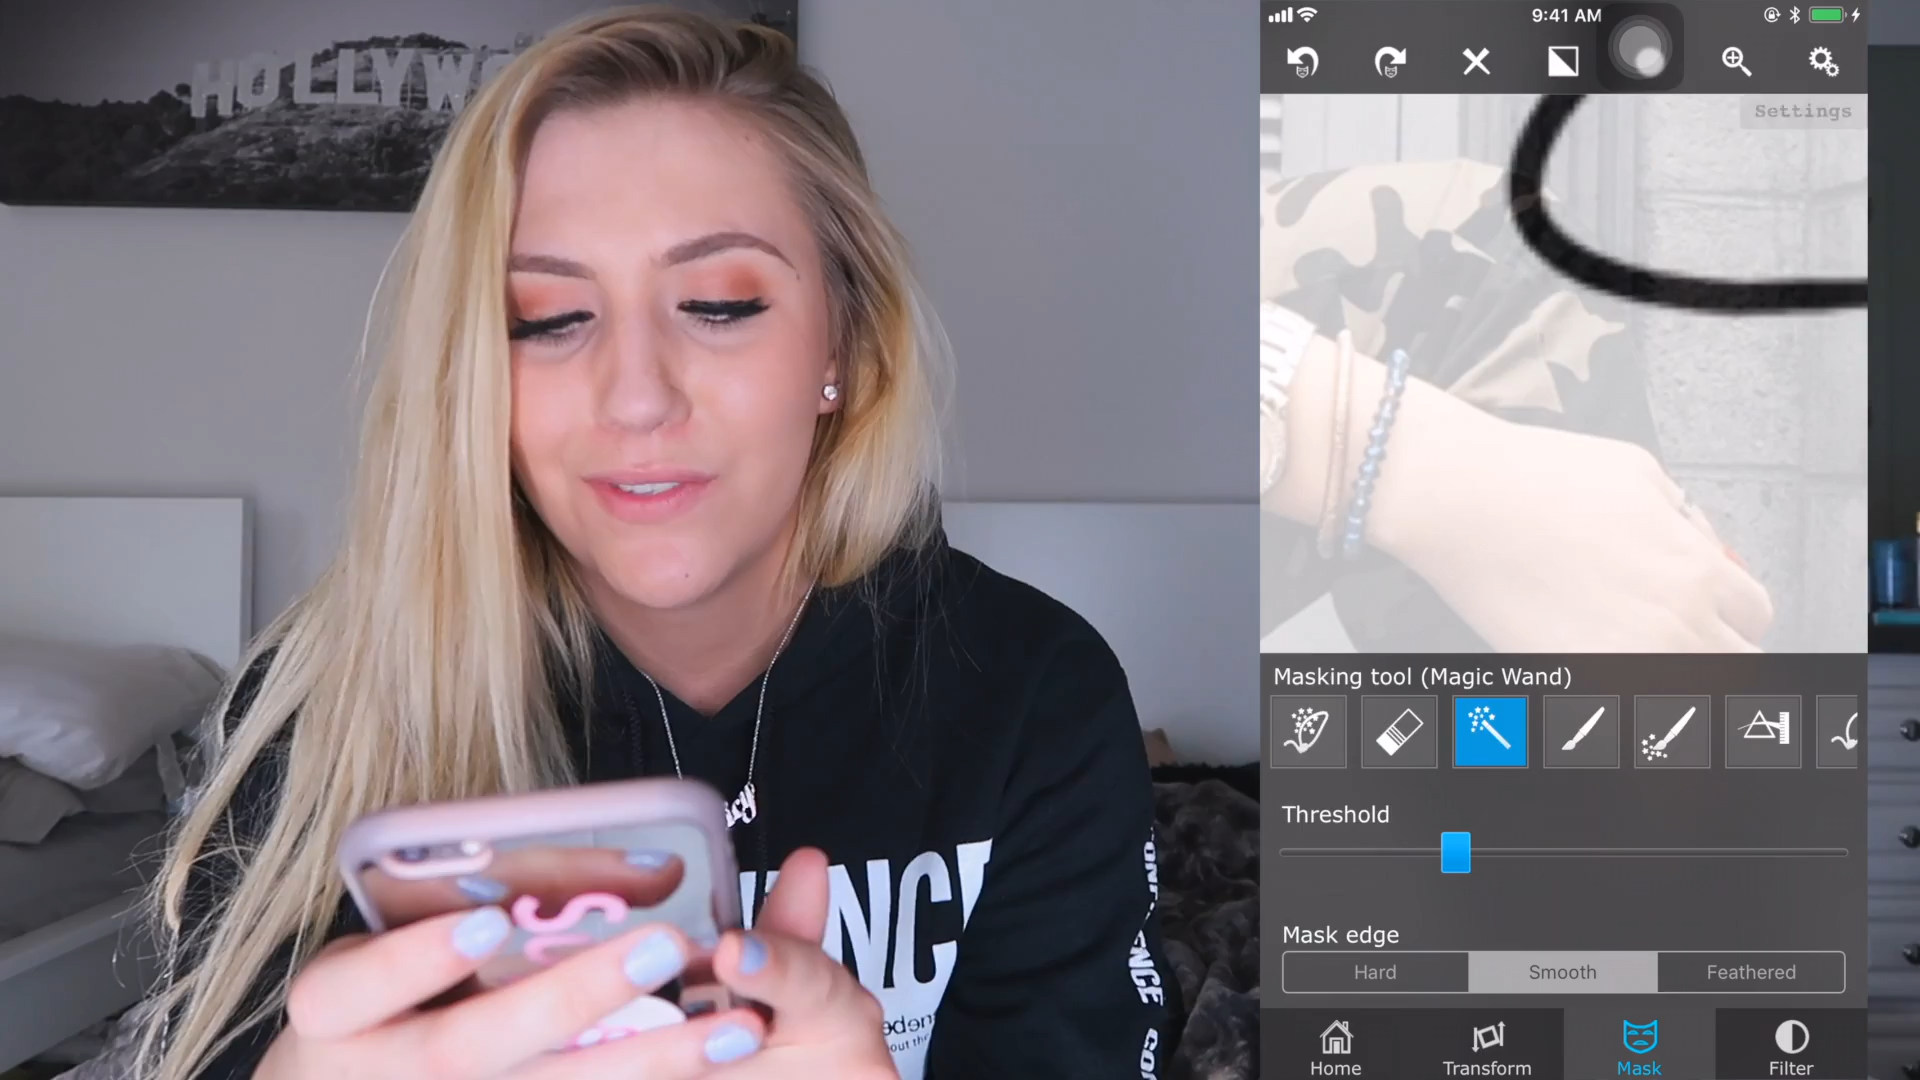 HOLLYW
9:41 AM
Settings
Masking tool (Magic Wand)
Threshold
Mask edge
Hard Smooth Feathered
Home Transform Mask Filter